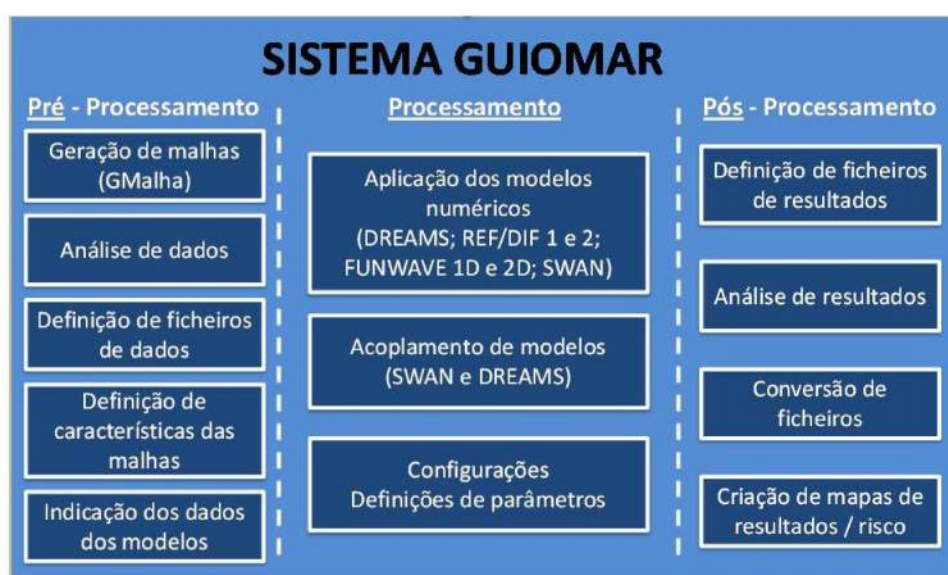 SISTEMA GUIOMAR
Pré - Processamento
Geração de malhas
(GMalha)
Análise de dados
Definição de ficheiros
de dados
Definição de
características das
malhas
Indicação dos dados
dos modelos
Processamento
Aplicação dos modelos
numéricos
(DREAMS; REF/DIF 1 e 2;
FUNWAVE 1D e 2D; SWAN)
Acoplamento de modelos
(SWAN e DREAMS)
Configurações
Definições de parâmetros
Pós - Processamento
Definição de ficheiros
de resultados
Análise de resultados
Conversão de
ficheiros
Criação de mapas de
resultados / risco